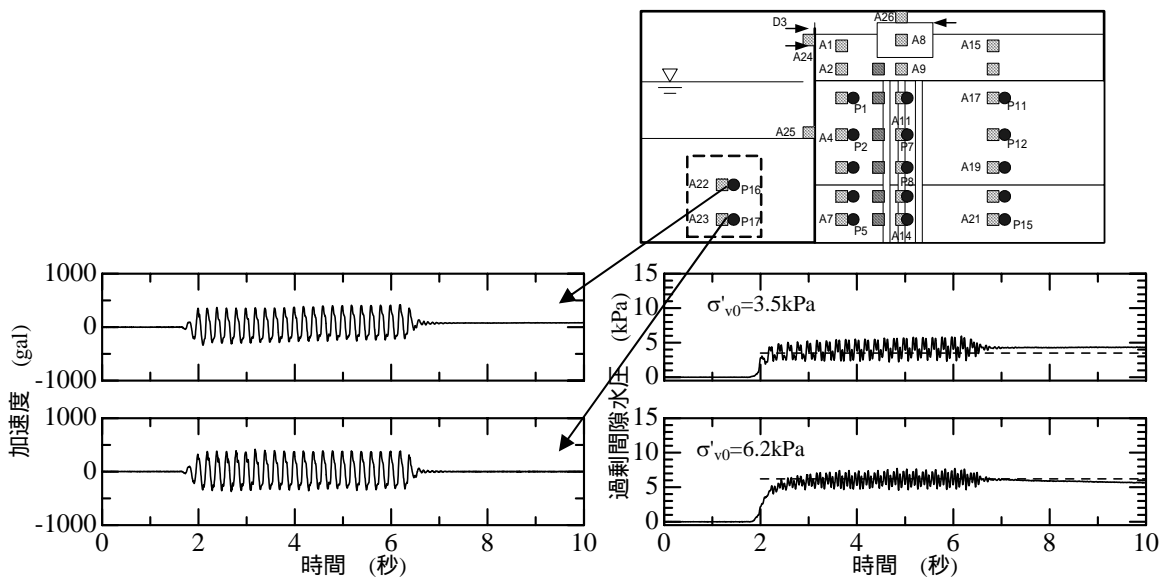 A26
D3
A1
A8
A15
A24
A2
A9
P1
A17
P11
A11
A25
A4
P2
P7
P12
P8
A19
A22
P16
A23
P17
A7
P5
A14
A21
P15
1000
0
-1000
1000
0
-1000
0 2 4 6 8 10
加速度 (gal)
時間 (秒)
15
10
5
0
σ'v0=3.5kPa
15
10
5
0
σ'v0=6.2kPa
0 2 4 6 8 10
過剰間隙水圧 (kPa)
時間 (秒)